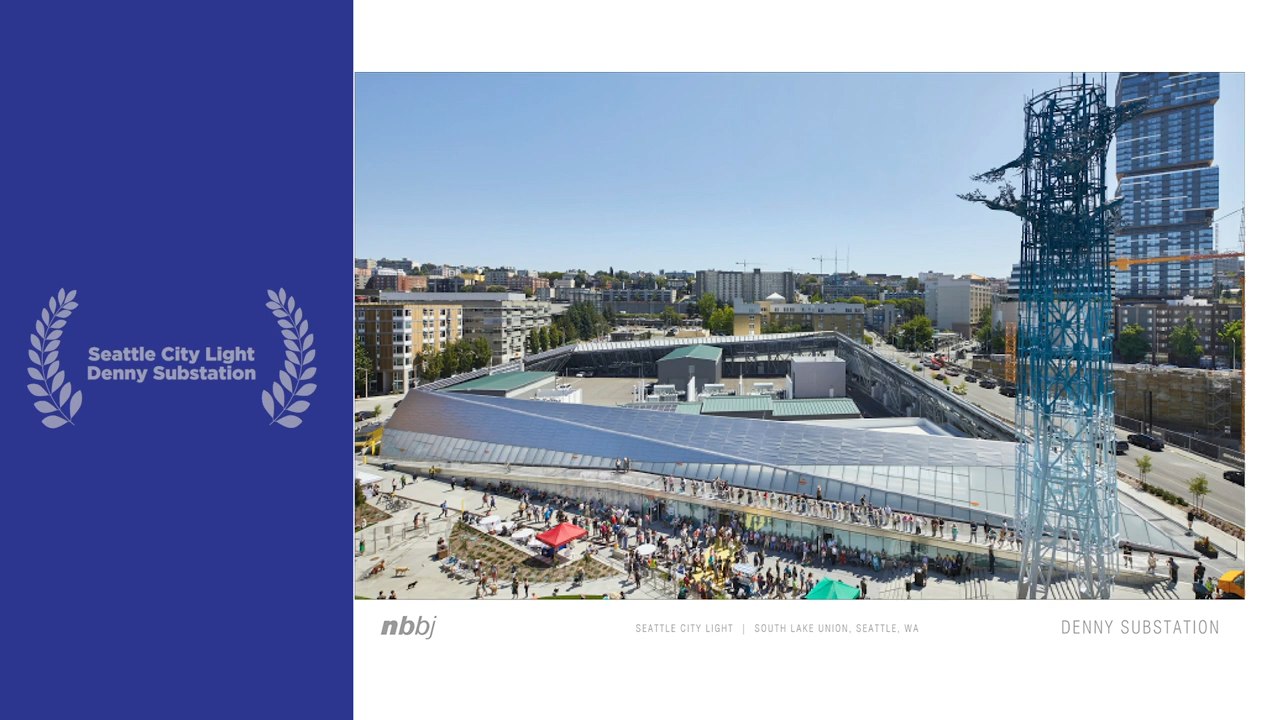 Seattle City Light
Denny Substation
nbbj
SEATTLE CITY LIGHT | SOUTH LAKE UNION, SEATTLE, WA
DENNY SUBSTATION